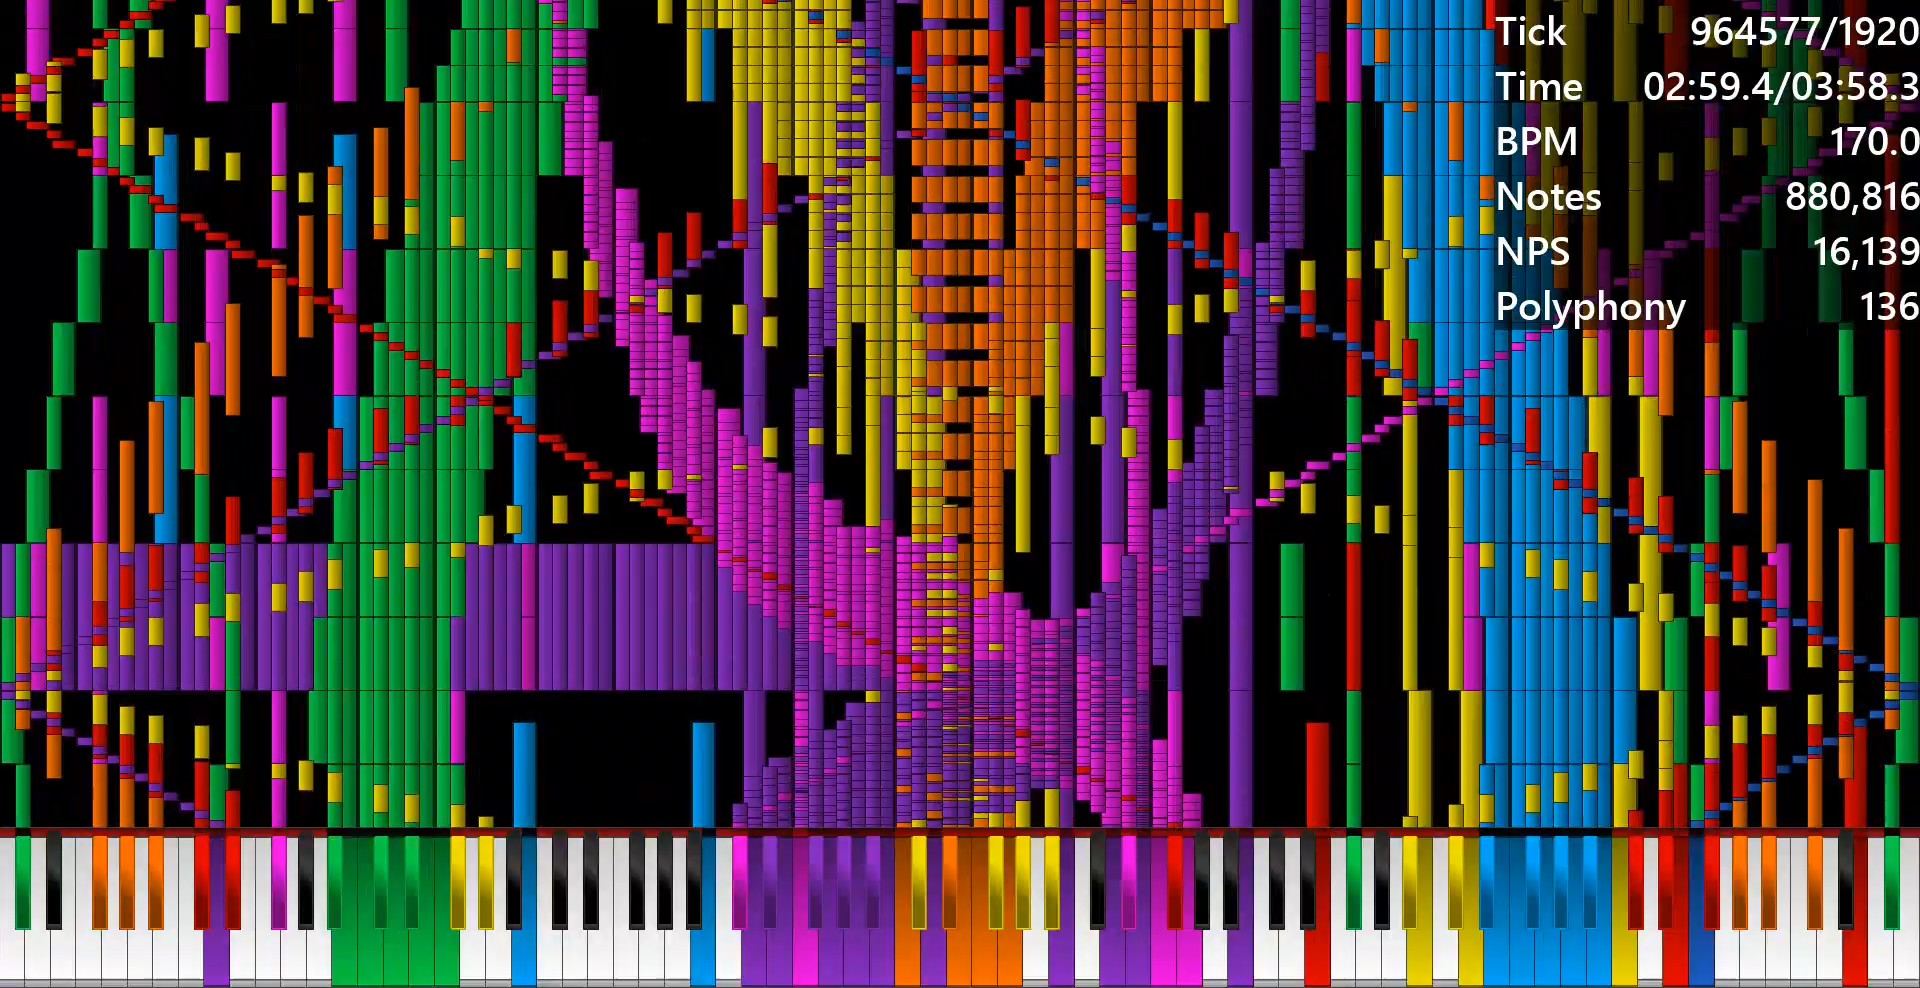 Tick 964577/1920
Time 02:59.4/03:58.3
BPM 170.0
Notes 880,816
NPS 16,139
Polyphony 136